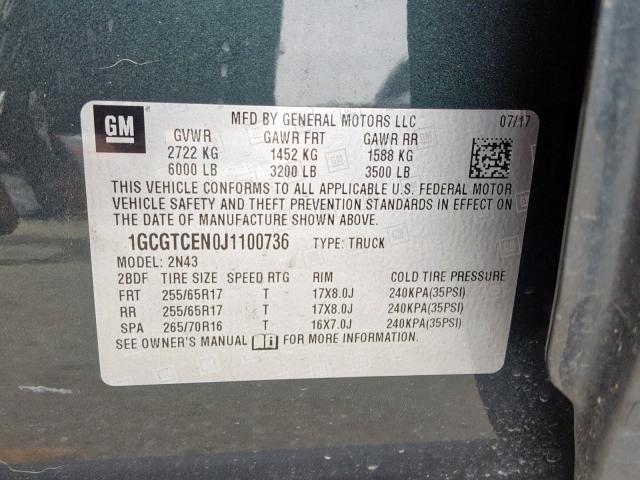 GM
MFD BY GENERAL MOTORS LLC 07/17
GVWR GAWR FRT GAWR RR
2722 KG 1452 KG 1588 KG
6000 LB 3200 LB 3500 LB
THIS VEHICLE CONFORMS TO ALL APPLICABLE U.S. FEDERAL MOTOR
VEHICLE SAFETY AND THEFT PREVENTION STANDARDS IN EFFECT ON
THE DATE OF MANUFACTURE SHOWN ABOVE.
1GCGTCEN0J1100736 TYPE: TRUCK
MODEL: 2N43
2BDF TIRE SIZE SPEED RTG RIM COLD TIRE PRESSURE
FRT 255/65R17 T 17X8.0J 240KPA(35PSI)
RR 255/65R17 T 17X8.0J 240KPA(35PSI)
SPA 265/70R16 T 16X7.0J 240KPA(35PSI)
SEE OWNER'S MANUAL FOR MORE INFORMATION.